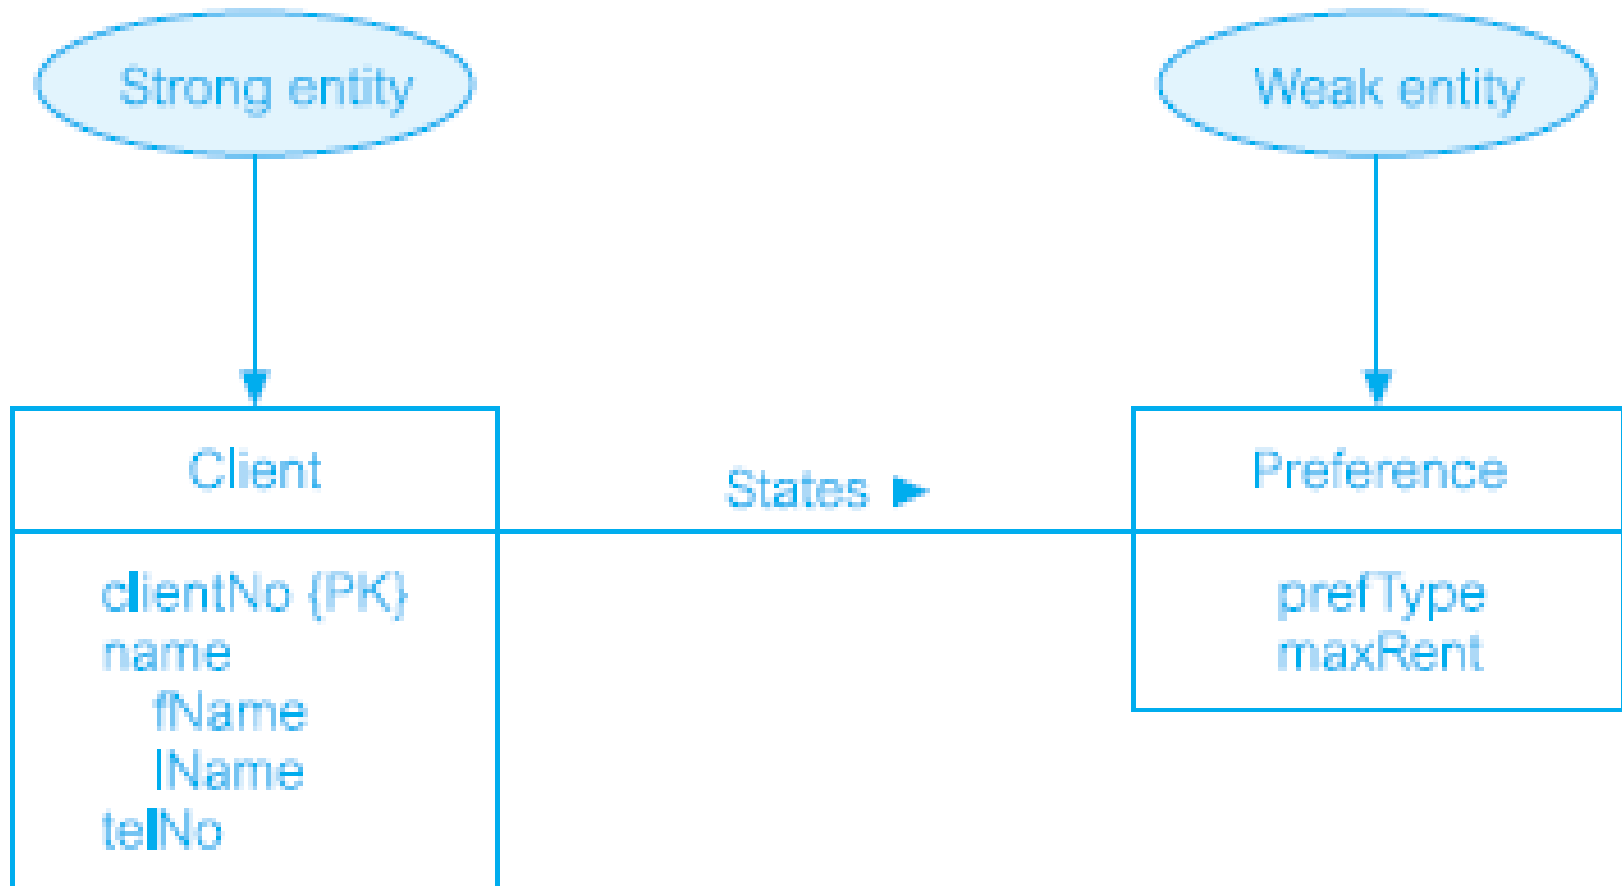 Strong entity
Weak entity
Client
States ►
Preference
clientNo {PK}
name
fName
lName
telNo
prefType
maxRent